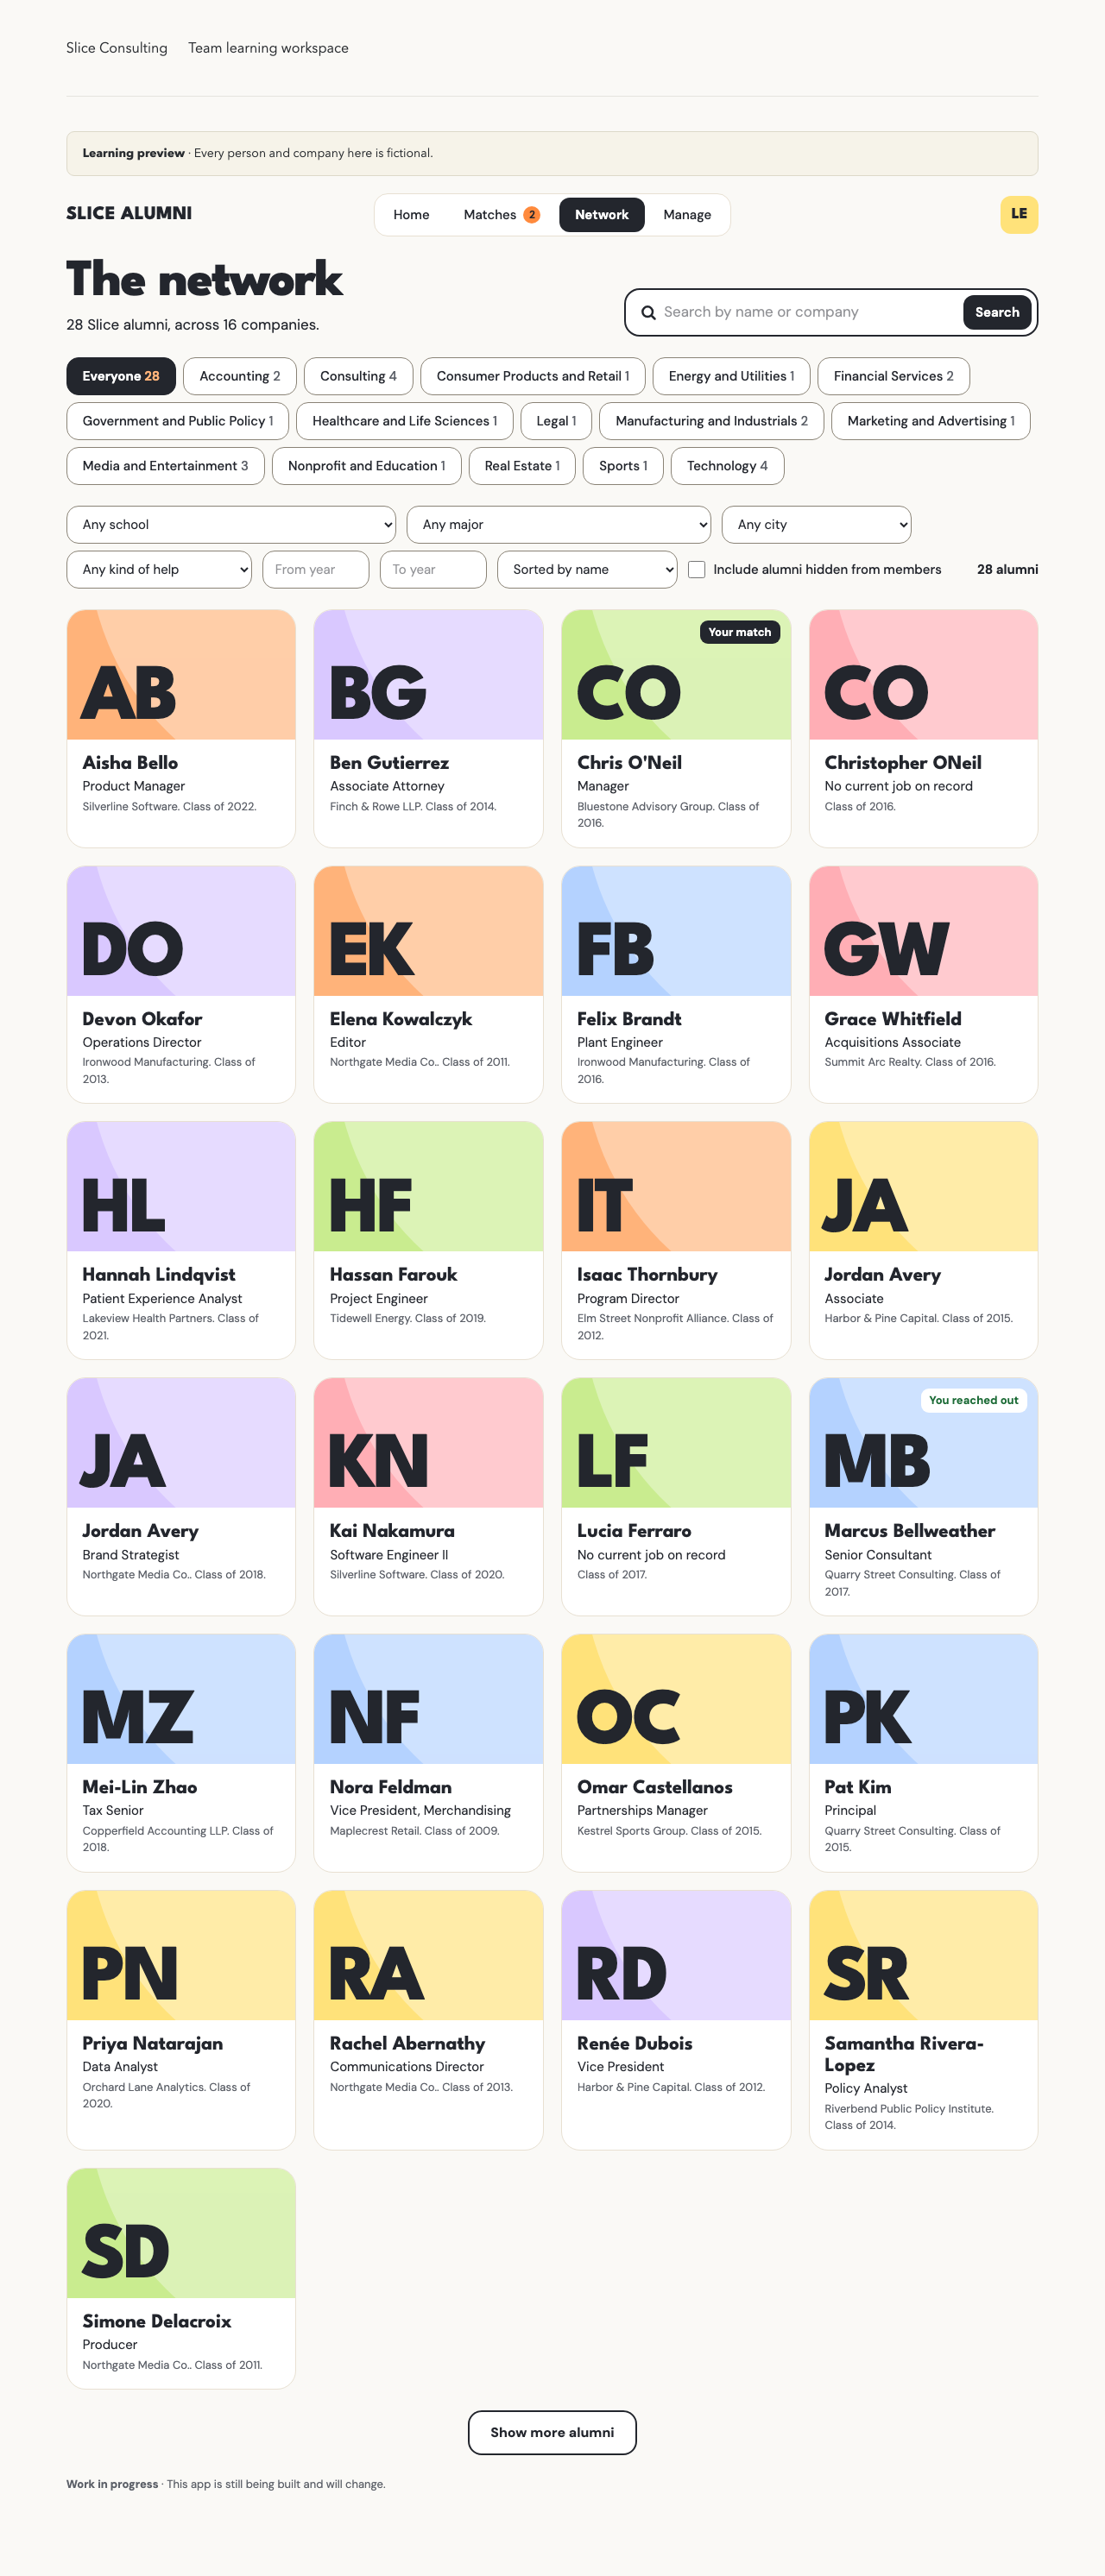 Slice Consulting Team learning workspace
Learning preview · Every person and company here is fictional.
SLICE ALUMNI
Home Matches 2 Network Manage
LE
The network
28 Slice alumni, across 16 companies.
Search by name or company Search
Everyone 28 Accounting 2 Consulting 4 Consumer Products and Retail 1 Energy and Utilities 1 Financial Services 2
Government and Public Policy 1 Healthcare and Life Sciences 1 Legal 1 Manufacturing and Industrials 2 Marketing and Advertising 1
Media and Entertainment 3 Nonprofit and Education 1 Real Estate 1 Sports 1 Technology 4
Any school Any major Any city
Any kind of help From year To year Sorted by name Include alumni hidden from members 28 alumni
AB
Aisha Bello
Product Manager
Silverline Software. Class of 2022.
BG
Ben Gutierrez
Associate Attorney
Finch & Rowe LLP. Class of 2014.
Your match
CO
Chris O'Neil
Manager
Bluestone Advisory Group. Class of
2016.
CO
Christopher ONeil
No current job on record
Class of 2016.
DO
Devon Okafor
Operations Director
Ironwood Manufacturing. Class of
2013.
EK
Elena Kowalczyk
Editor
Northgate Media Co.. Class of 2011.
FB
Felix Brandt
Plant Engineer
Ironwood Manufacturing. Class of
2016.
GW
Grace Whitfield
Acquisitions Associate
Summit Arc Realty. Class of 2016.
HL
Hannah Lindqvist
Patient Experience Analyst
Lakeview Health Partners. Class of
2021.
HF
Hassan Farouk
Project Engineer
Tidewell Energy. Class of 2019.
IT
Isaac Thornbury
Program Director
Elm Street Nonprofit Alliance. Class of
2012.
JA
Jordan Avery
Associate
Harbor & Pine Capital. Class of 2015.
JA
Jordan Avery
Brand Strategist
Northgate Media Co.. Class of 2018.
KN
Kai Nakamura
Software Engineer II
Silverline Software. Class of 2020.
LF
Lucia Ferraro
No current job on record
Class of 2017.
You reached out
MB
Marcus Bellweather
Senior Consultant
Quarry Street Consulting. Class of
2017.
MZ
Mei-Lin Zhao
Tax Senior
Copperfield Accounting LLP. Class of
2018.
NF
Nora Feldman
Vice President, Merchandising
Maplecrest Retail. Class of 2009.
OC
Omar Castellanos
Partnerships Manager
Kestrel Sports Group. Class of 2015.
PK
Pat Kim
Principal
Quarry Street Consulting. Class of
2015.
PN
Priya Natarajan
Data Analyst
Orchard Lane Analytics. Class of
2020.
RA
Rachel Abernathy
Communications Director
Northgate Media Co.. Class of 2013.
RD
Renée Dubois
Vice President
Harbor & Pine Capital. Class of 2012.
SR
Samantha Rivera-
Lopez
Policy Analyst
Riverbend Public Policy Institute.
Class of 2014.
SD
Simone Delacroix
Producer
Northgate Media Co.. Class of 2011.
Show more alumni
Work in progress · This app is still being built and will change.